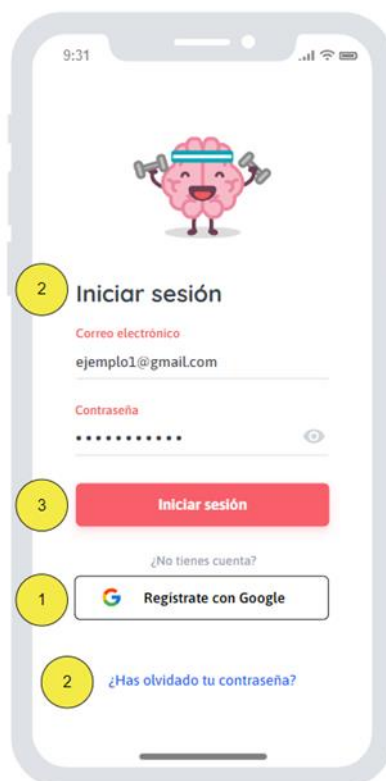 9:31
2
Iniciar sesión
Correo electrónico
ejemplo1@gmail.com
Contraseña
•••••••••••
3
Iniciar sesión
¿No tienes cuenta?
1
G Regístrate con Google
2
¿Has olvidado tu contraseña?